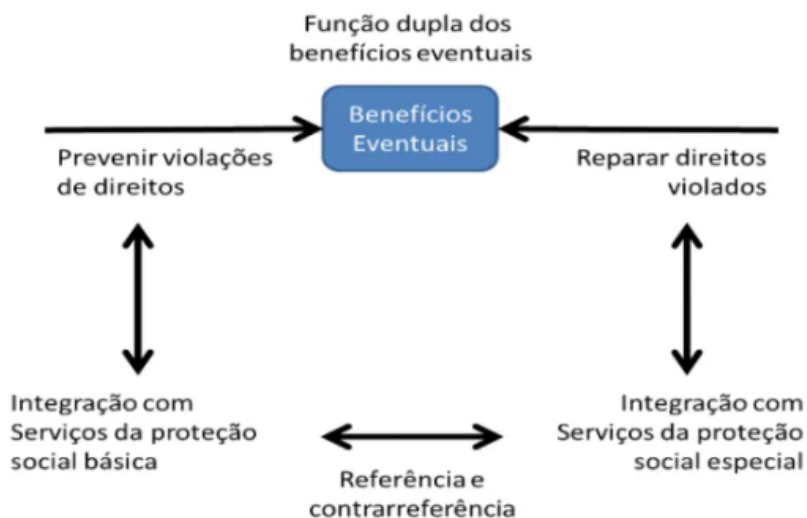 Função dupla dos
benefícios eventuais
Benefícios
Eventuais
Prevenir violações
de direitos
Reparar direitos
violados
Integração com
Serviços da proteção
social básica
Integração com
Serviços da proteção
social especial
Referência e
contrarreferência